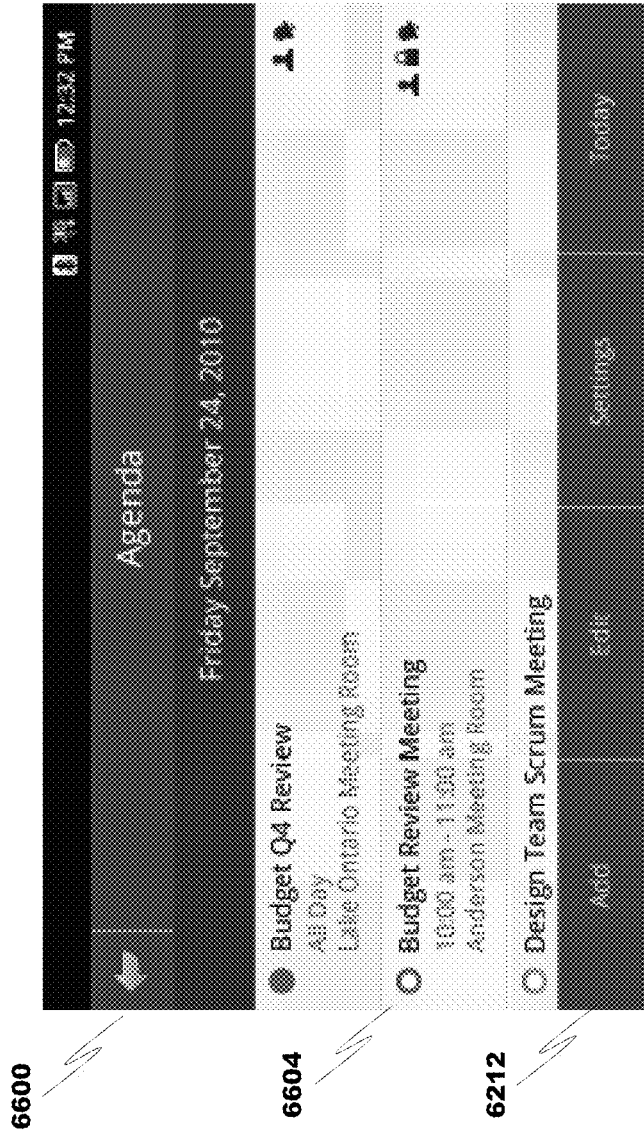 6600
12:32 PM
Agenda
Friday September 24, 2010
Budget Q4 Review
All Day
Lake Ontario Meeting Room
6604
Budget Review Meeting
10:00 am - 11:00 am
Anderson Meeting Room
Design Team Scrum Meeting
6212
Add
Edit
Settings
Today